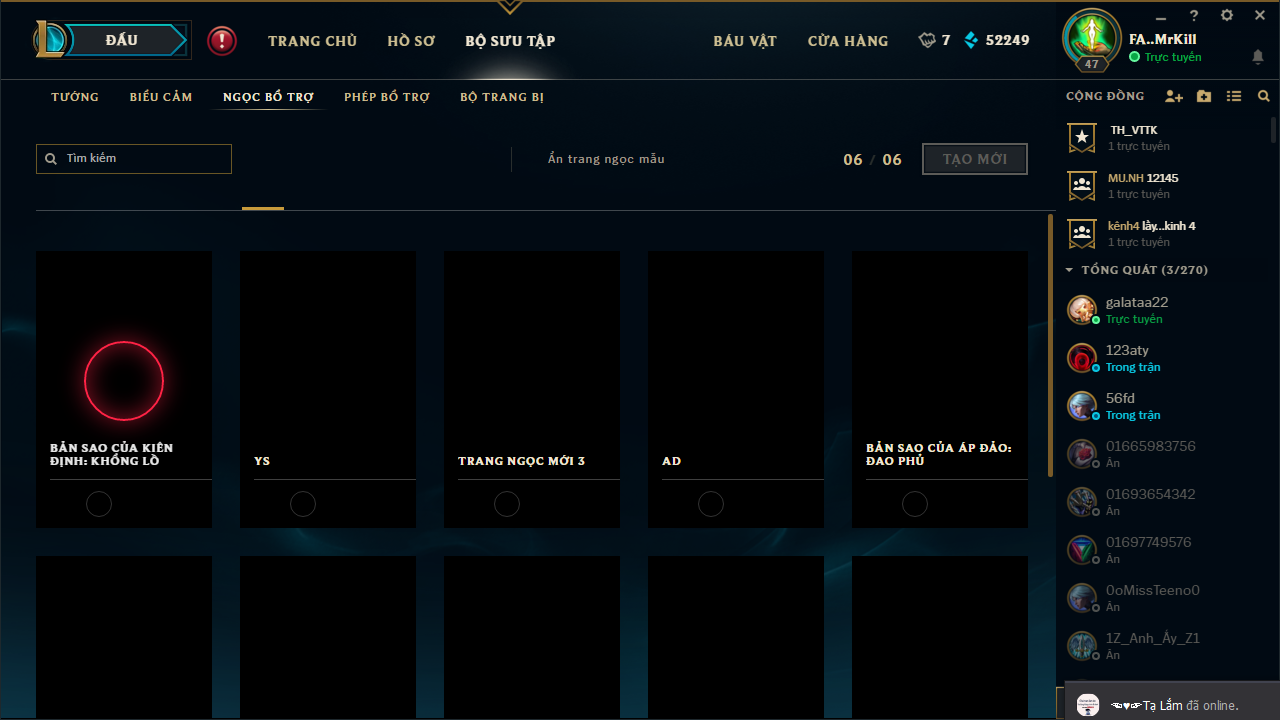 ĐẤU
!
TRANG CHỦ
HỒ SƠ
BỘ SƯU TẬP
BÁU VẬT
CỬA HÀNG
7
52249
?
FA..MrKill
Trực tuyến
47
TƯỚNG
BIỂU CẢM
NGỌC BỔ TRỢ
PHÉP BỔ TRỢ
BỘ TRANG BỊ
CỘNG ĐỒNG
Tìm kiếm
Ẩn trang ngọc mẫu
06 / 06
TẠO MỚI
BẢN SAO CỦA KIÊN
ĐỊNH: KHỔNG LỒ
YS
TRANG NGỌC MỚI 3
AD
BẢN SAO CỦA ÁP ĐẢO:
ĐAO PHỦ
TH_VTTK
1 trực tuyến
MU.NH 12145
1 trực tuyến
kênh4 lầy...kinh 4
1 trực tuyến
TỔNG QUÁT (3/270)
galataa22
Trực tuyến
123aty
Trong trận
56fd
Trong trận
01665983756
Ẩn
01693654342
Ẩn
01697749576
Ẩn
0oMissTeeno0
Ẩn
1Z_Anh_Ấy_Z1
Ẩn
☜♥☞Tạ Lắm đã online.